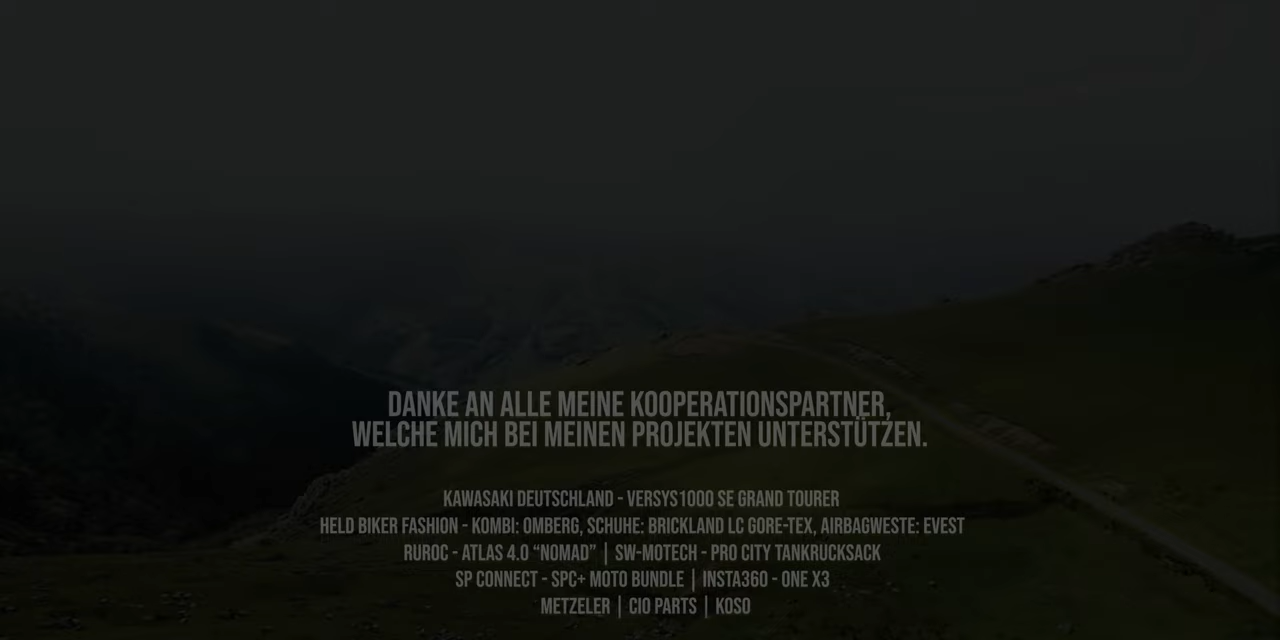 DANKE AN ALLE MEINE KOOPERATIONSPARTNER,
WELCHE MICH BEI MEINEN PROJEKTEN UNTERSTÜTZEN.
KAWASAKI DEUTSCHLAND - VERSYS1000 SE GRAND TOURER
HELD BIKER FASHION - KOMBI: OMBERG, SCHUHE: BRICKLAND LC GORE-TEX, AIRBAGWESTE: EVEST
RUROC - ATLAS 4.0 “NOMAD” | SW-MOTECH - PRO CITY TANKRUCKSACK
SP CONNECT - SPC+ MOTO BUNDLE | INSTA360 - ONE X3
METZELER | CIO PARTS | KOSO